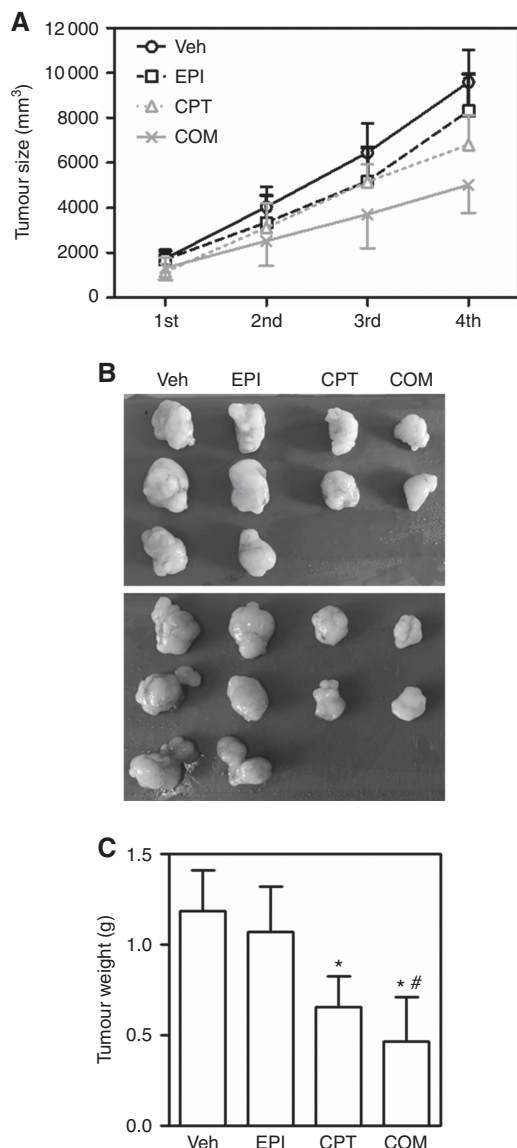 A
Tumour size (mm³)
12 000
10 000
8000
6000
4000
2000
0
Veh
EPI
CPT
COM
1st 2nd 3rd 4th
B
Veh EPI CPT COM
C
Tumour weight (g)
1.5
1.0
0.5
0.0
*
* #
Veh EPI CPT COM